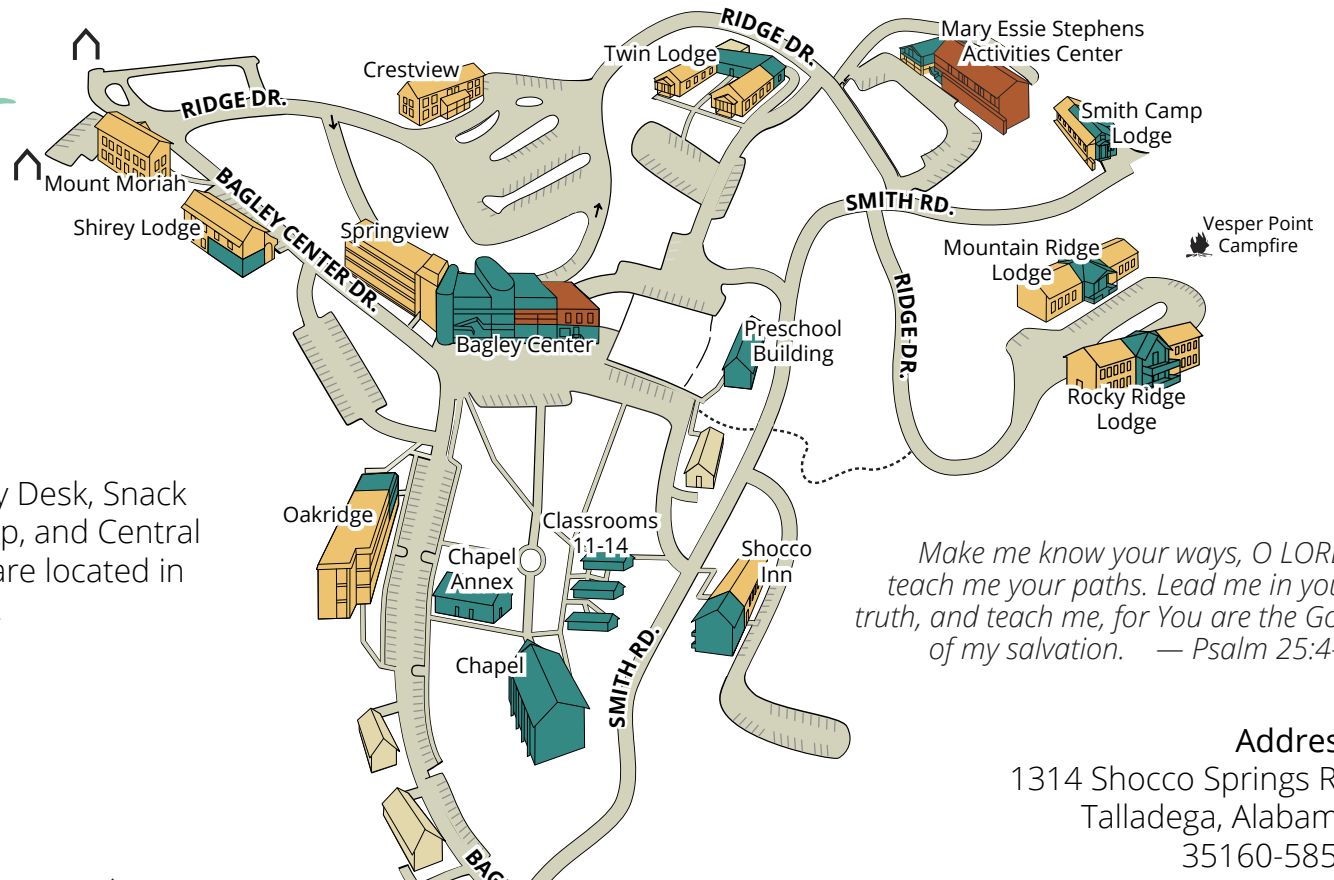 RIDGE DR.
Mary Essie Stephens
Activities Center
Twin Lodge
Crestview
RIDGE DR.
Smith Camp
Lodge
Mount Moriah
BAGLEY CENTER DR.
SMITH RD.
Shirey Lodge
Springview
Vesper Point
Campfire
Mountain Ridge
Lodge
RIDGE DR.
Preschool
Building
Bagley Center
Rocky Ridge
Lodge
y Desk, Snack
p, and Central
are located in
Oakridge
Classrooms
11-14
Chapel
Annex
Shocco
Inn
Chapel
SMITH RD.
Make me know your ways, O LOR
teach me your paths. Lead me in you
truth, and teach me, for You are the Go
of my salvation. — Psalm 25:4-
Addres
1314 Shocco Springs R
Talladega, Alabam
35160-585
BAG